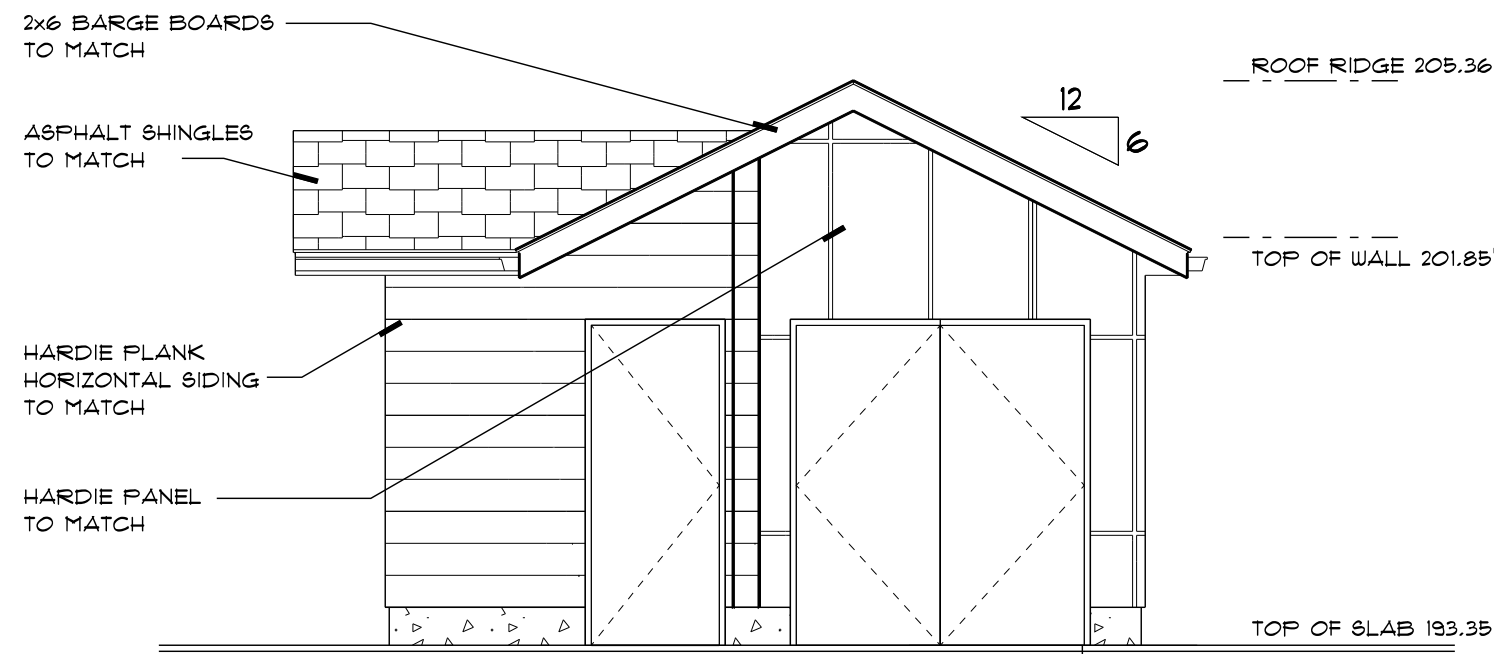 2x6 BARGE BOARDS
TO MATCH
ROOF RIDGE 205.36
12
6
ASPHALT SHINGLES
TO MATCH
TOP OF WALL 201.85'
HARDIE PLANK
HORIZONTAL SIDING
TO MATCH
HARDIE PANEL
TO MATCH
TOP OF SLAB 193.35